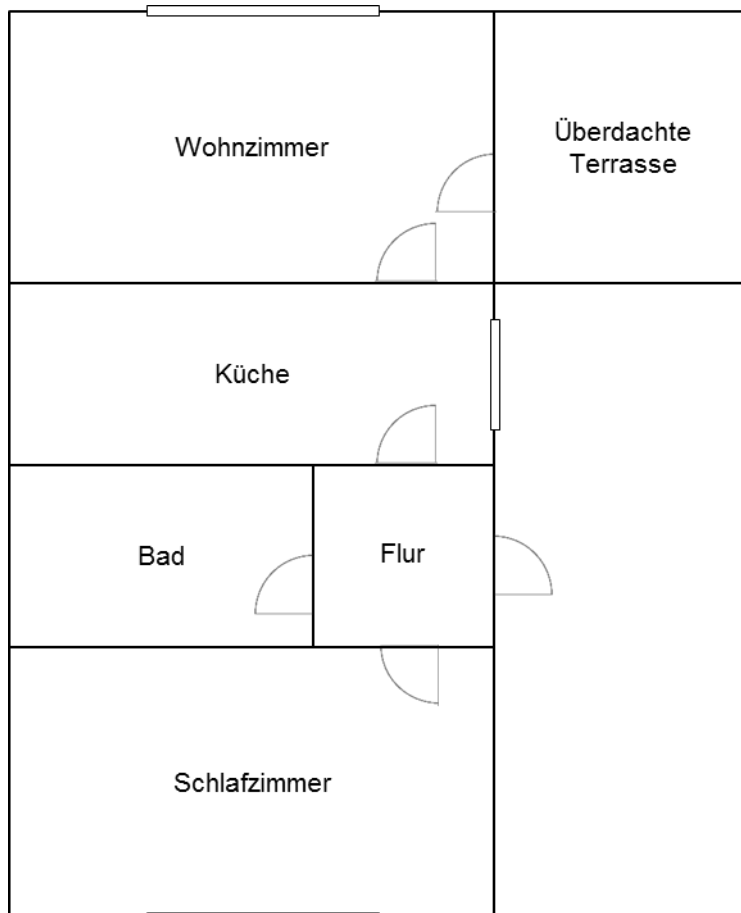 Wohnzimmer
Überdachte
Terrasse
Küche
Bad
Flur
Schlafzimmer